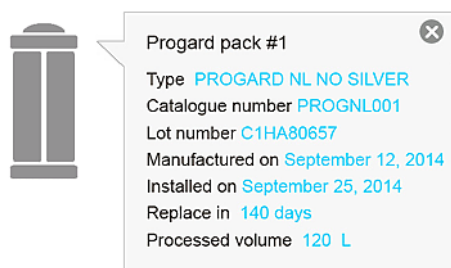 Progard pack #1
Type PROGARD NL NO SILVER
Catalogue number PROGNL001
Lot number C1HA80657
Manufactured on September 12, 2014
Installed on September 25, 2014
Replace in 140 days
Processed volume 120 L